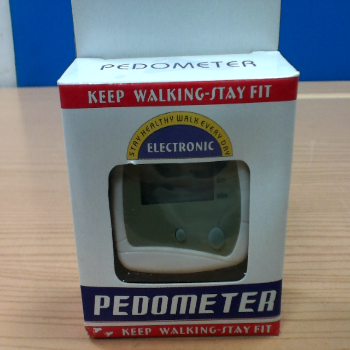 PEDOMETER
KEEP WALKING-STAY FIT
STAY HEALTHY WALK EVERY DAY
ELECTRONIC
PEDOMETER
KEEP WALKING-STAY FIT